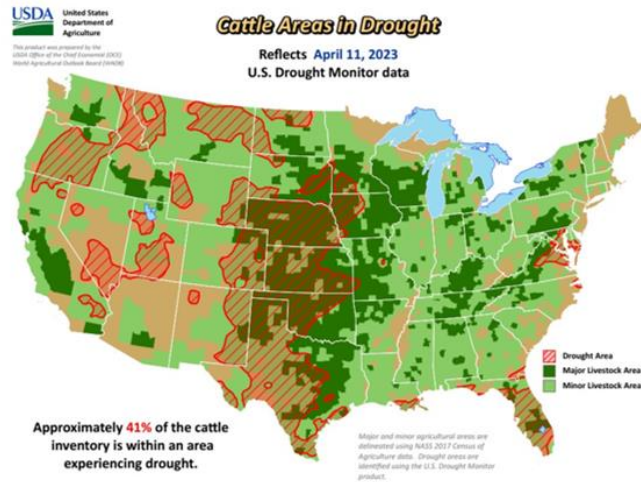 USDA
United States
Department of
Agriculture
This product was prepared by the
USDA Office of the Chief Economist (OCE)
World Agricultural Outlook Board (WAOB)
Cattle Areas in Drought
Reflects April 11, 2023
U.S. Drought Monitor data
Drought Area
Major Livestock Area
Minor Livestock Area
Approximately 41% of the cattle
inventory is within an area
experiencing drought.
Major and minor agricultural areas are
delineated using NASS 2017 Census of
Agriculture data. Drought areas are
identified using the U.S. Drought Monitor
product.